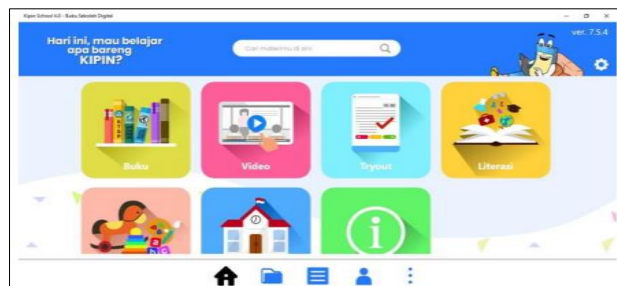 Kipin School 4.0 - Buku Sekolah Digital
ver. 7.5.4
Hari ini, mau belajar
apa bareng
KIPIN?
Cari materimu di sini
Buku
Video
Tryout
Literasi